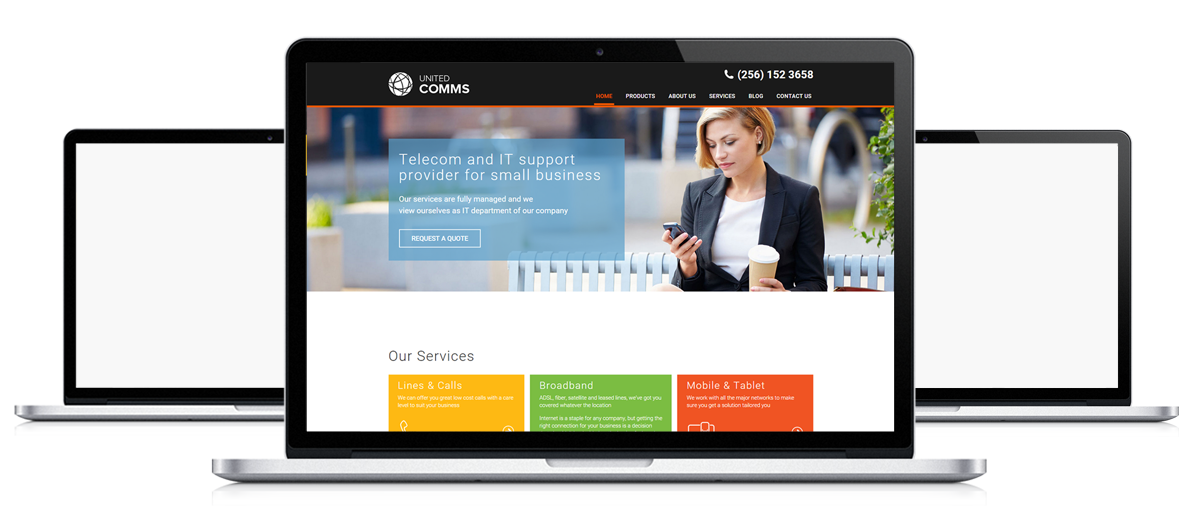 UNITED
COMMS
(256) 152 3658
HOME PRODUCTS ABOUT US SERVICES BLOG CONTACT US
Telecom and IT support
provider for small business
Our services are fully managed and we
view ourselves as IT department of our company
REQUEST A QUOTE
Our Services
Lines & Calls
We can offer you great low cost calls with a care
level to suit your business
Broadband
ADSL, fiber, satellite and leased lines, we've got you
covered whatever the location
Internet is a staple for any company, but getting the
right connection for your business is a decision
Mobile & Tablet
We work with all the major networks to make
sure you get a solution tailored you